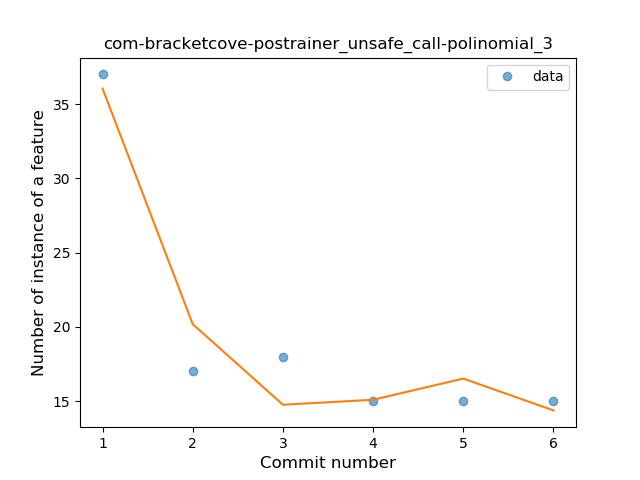 com-bracketcove-postrainer_unsafe_call-polinomial_3
data
Number of instance of a feature
35
30
25
20
15
1 2 3 4 5 6
Commit number